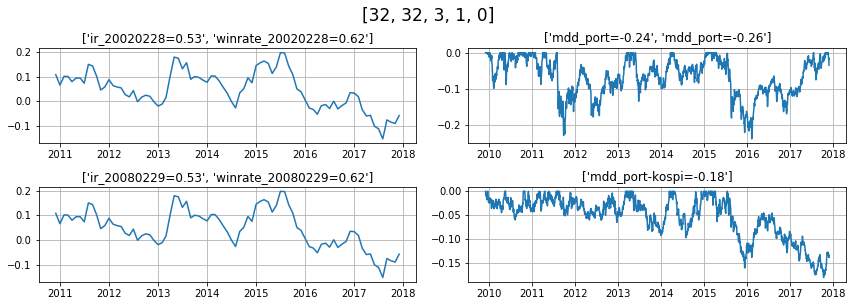 [32, 32, 3, 1, 0]
['ir_20020228=0.53', 'winrate_20020228=0.62']
0.2
0.1
0.0
−0.1
2011 2012 2013 2014 2015 2016 2017 2018
['mdd_port=-0.24', 'mdd_port=-0.26']
0.0
−0.1
−0.2
2010 2011 2012 2013 2014 2015 2016 2017 2018
['ir_20080229=0.53', 'winrate_20080229=0.62']
0.2
0.1
0.0
−0.1
2011 2012 2013 2014 2015 2016 2017 2018
['mdd_port-kospi=-0.18']
0.00
−0.05
−0.10
−0.15
2010 2011 2012 2013 2014 2015 2016 2017 2018